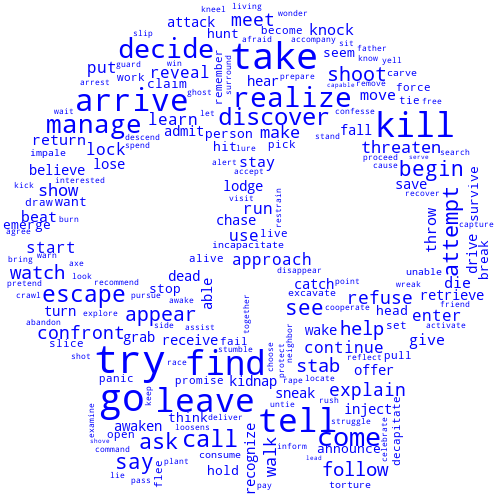 kneel living
slip afraid wonder
attack meet accompany
hunt become knock
decide take sit father
guard win seem know yell
put reveal remember surround hear prepare shoot carve
arrest work claim ghost capable remove force
arrive realize move tie free
wait let confesse
manage learn discover kill
descend admit person make stand fall
return lock spend hit lure pick threaten
impale alert proceed search
believe lose stay cause serve
kick interested accept begin
show lodge recover
draw want visit save attempt survive
beat burn run restrain throw capture
emerge chase
agree use live
start incapacitate drive break
bring warn alive approach
watch axe disappear unable
pretend look dead catch point die
crawl recommend stop able excavate wreak
escape pursue awake together see refuse retrieve
turn explore appear cooperate head friend
abandon side assist neighbor wake help set enter activate
confront grab receive fail
slice stumble choose protect continue give
shot race reflect pull
try find stab offer
panic promise kidnap rape locate
go keep leave sneak explain
untie rush inject
think deliver tell struggle decapitate
examine awaken loosens come celebrate
open shove ask call recognize walk inform announce
command consume lead
say flee plant hold follow
lie pass pay torture